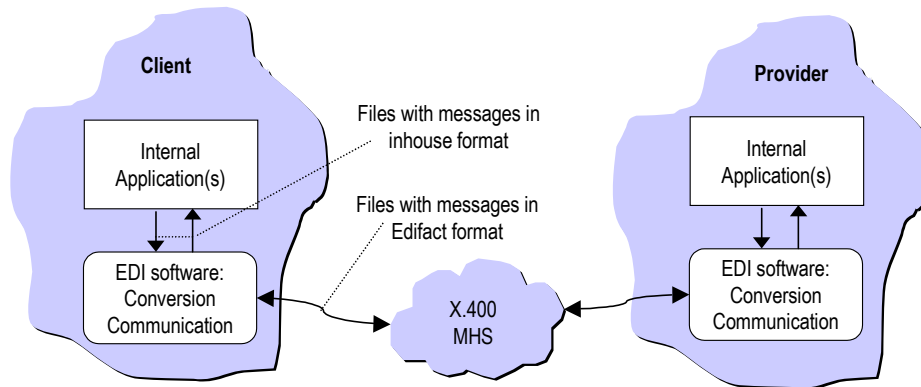 Client
Provider
Files with messages in
inhouse format
Internal
Application(s)
Internal
Application(s)
Files with messages in
Edifact format
EDI software:
Conversion
Communication
X.400
MHS
EDI software:
Conversion
Communication